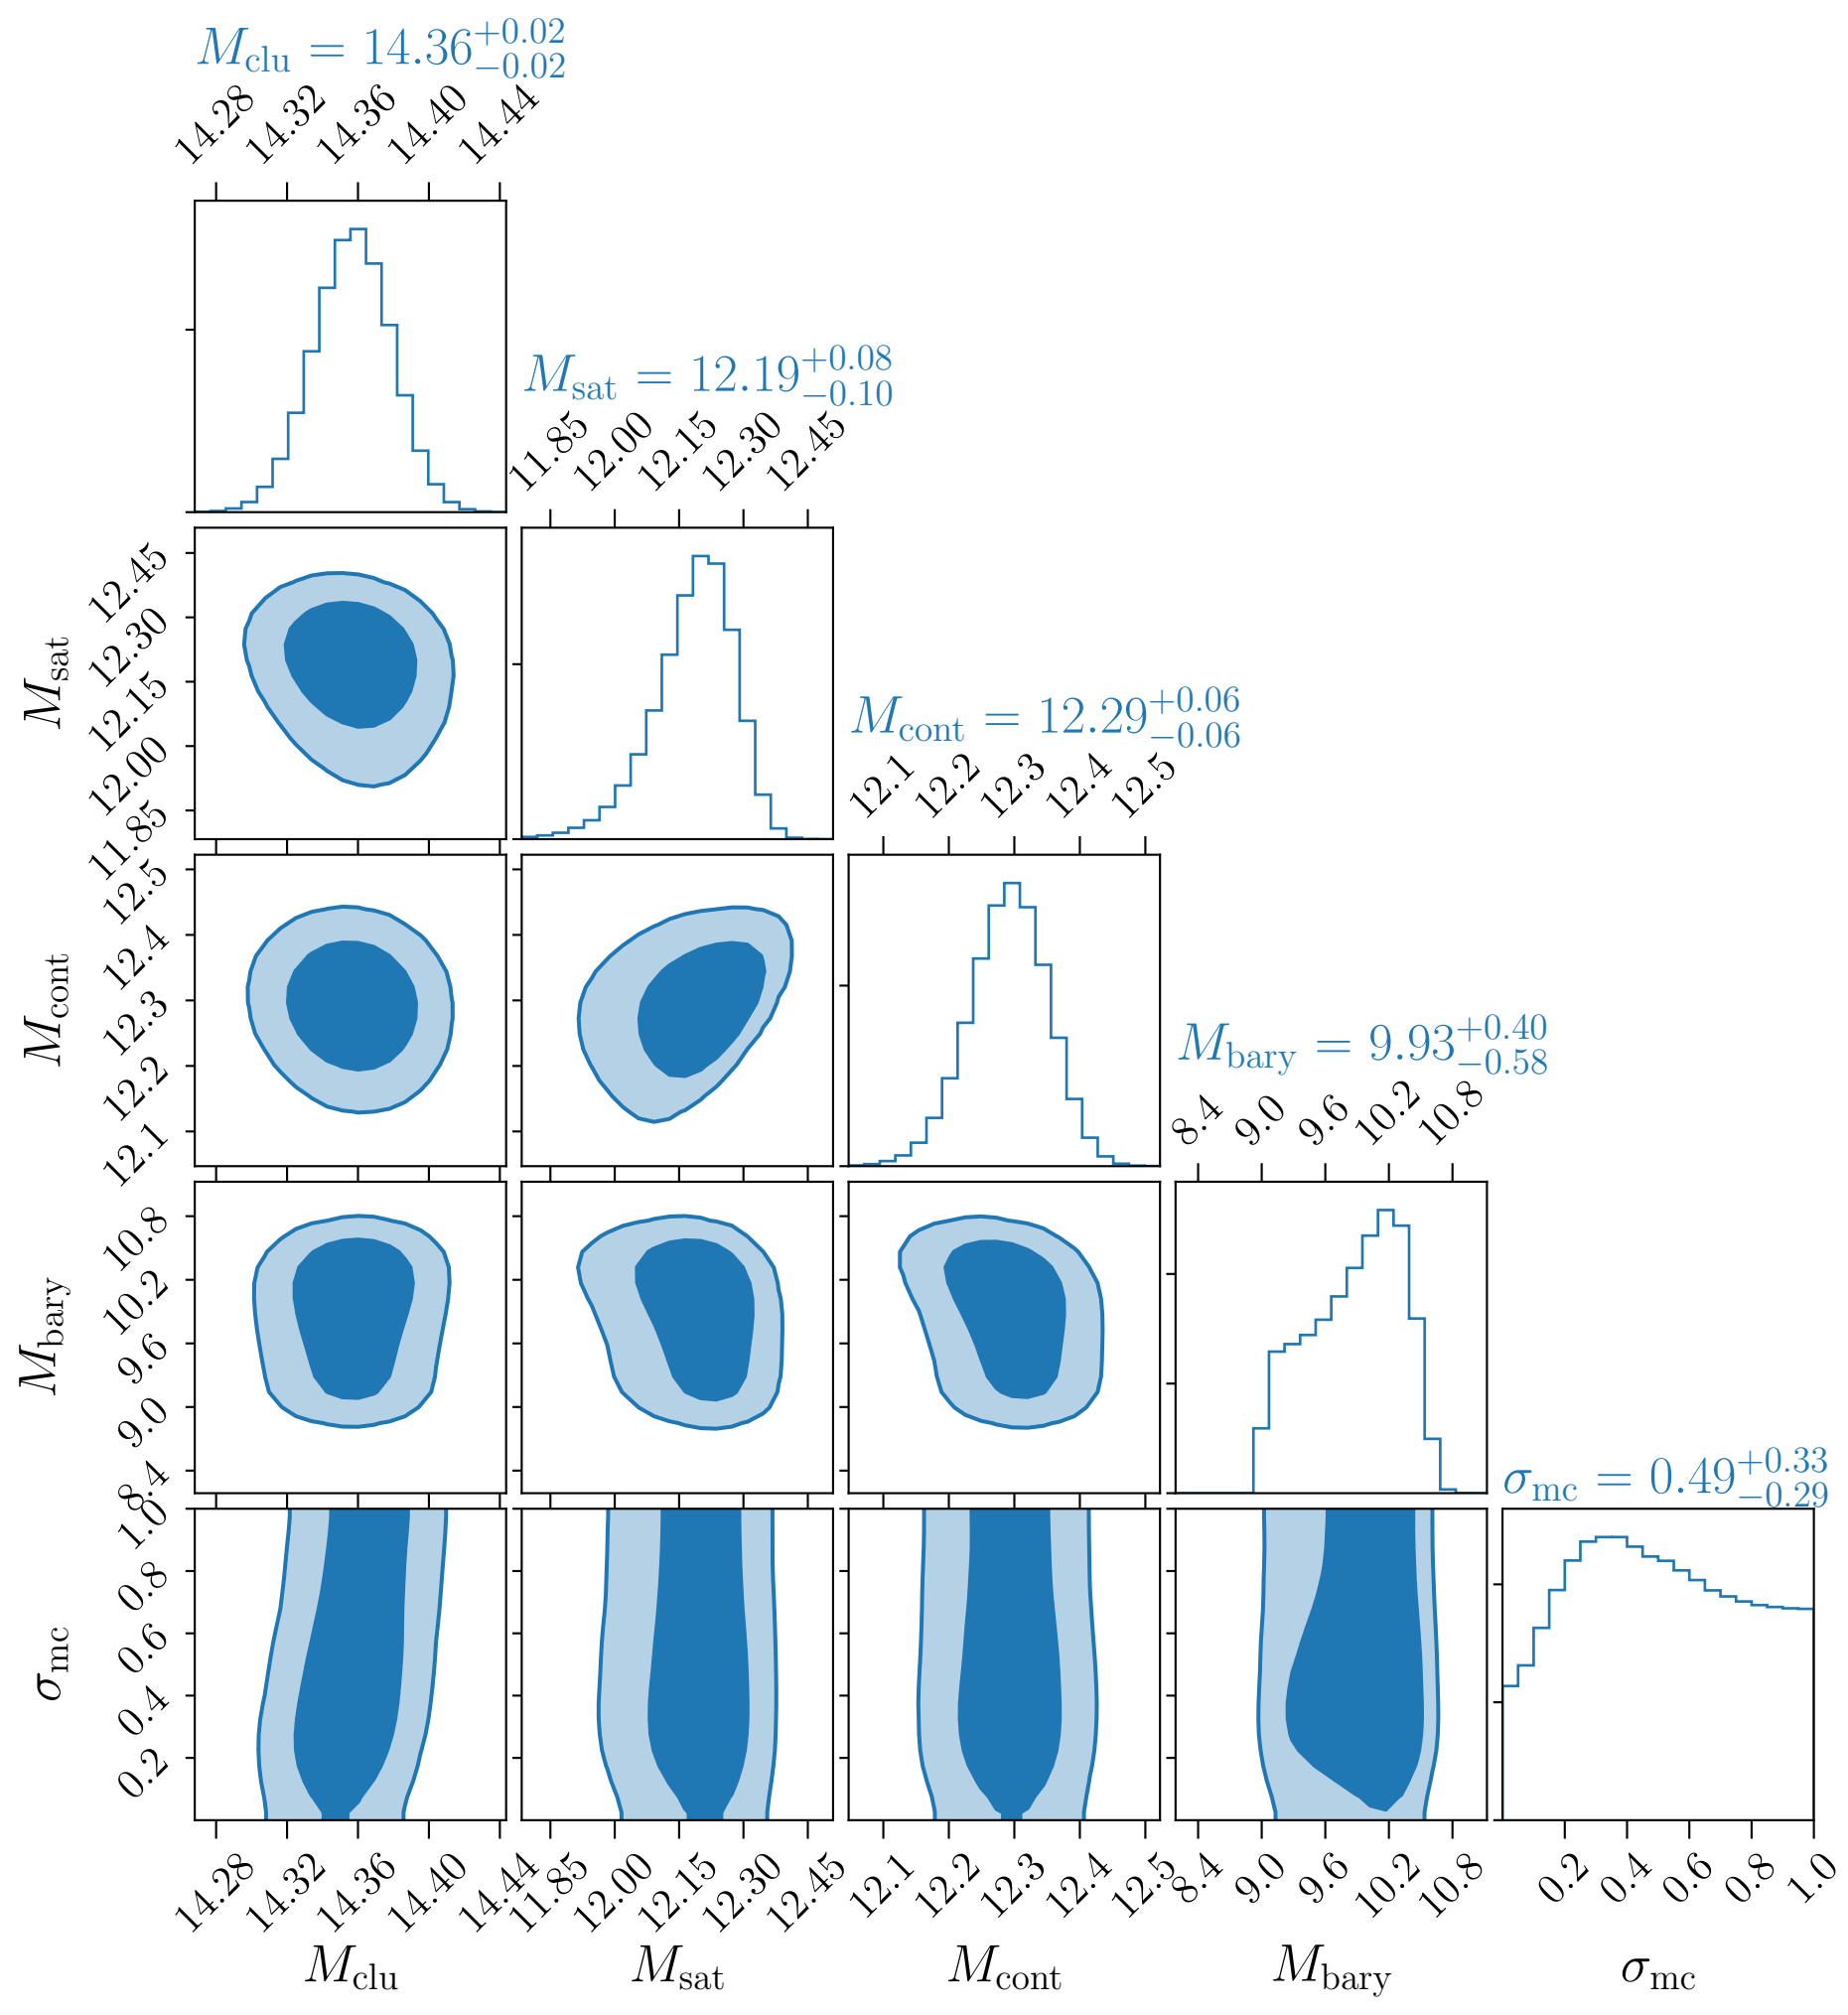 M_clu = 14.36^{+0.02}_{-0.02}
14.28 14.32 14.36 14.40 14.44
M_sat = 12.19^{+0.08}_{-0.10}
11.85 12.00 12.15 12.30 12.45
M_sat
12.45
12.30
12.15
12.00
11.85
M_cont = 12.29^{+0.06}_{-0.06}
12.1 12.2 12.3 12.4 12.5
M_cont
12.5
12.4
12.3
12.2
12.1
M_bary = 9.93^{+0.40}_{-0.58}
8.4 9.0 9.6 10.2 10.8
M_bary
10.8
10.2
9.6
9.0
8.4
σ_mc = 0.49^{+0.33}_{-0.29}
σ_mc
1.0
0.8
0.6
0.4
0.2
14.28 14.32 14.36 14.40 14.44 11.85 12.00 12.15 12.30 12.45 12.1 12.2 12.3 12.4 12.5 8.4 9.0 9.6 10.2 10.8 0.2 0.4 0.6 0.8 1.0
M_clu M_sat M_cont M_bary σ_mc